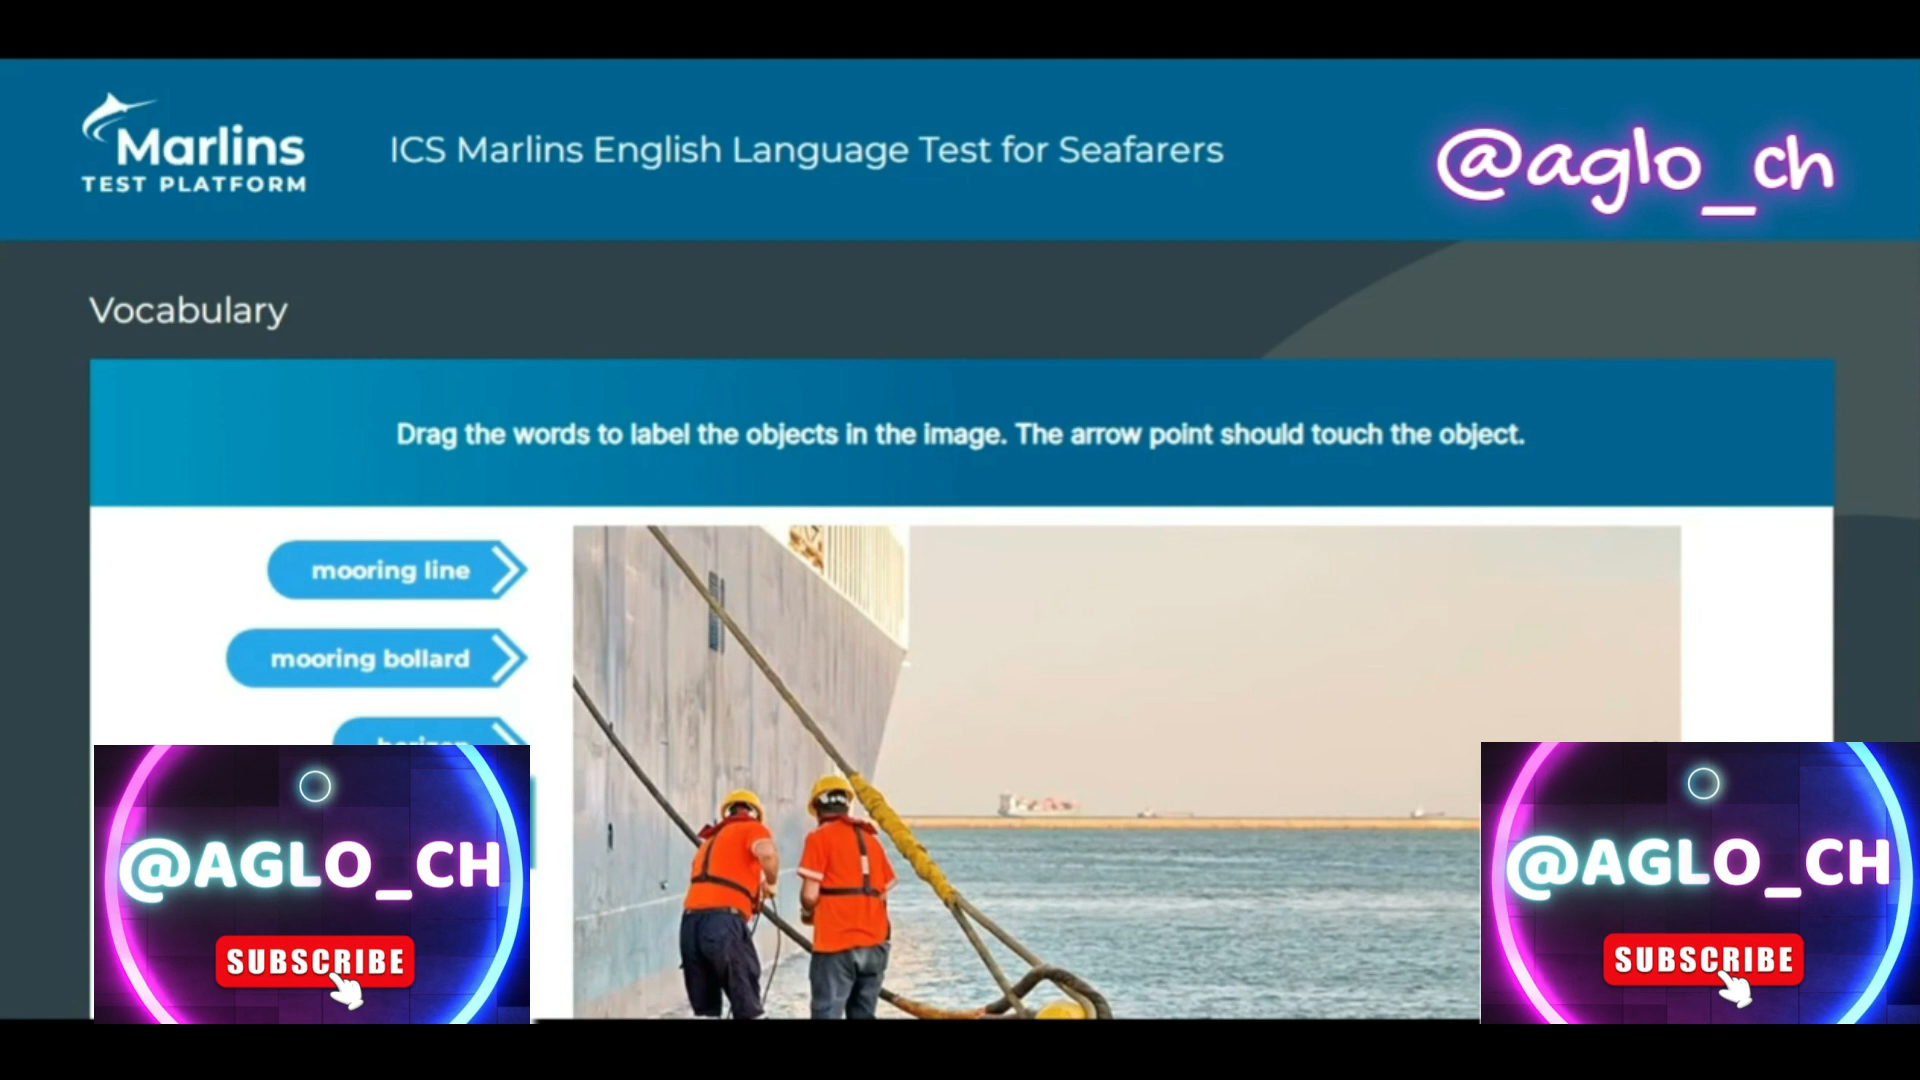 Marlins
TEST PLATFORM
ICS Marlins English Language Test for Seafarers
@aglo_ch
Vocabulary
Drag the words to label the objects in the image. The arrow point should touch the object.
mooring line
mooring bollard
horizon
@AGLO_CH
SUBSCRIBE
@AGLO_CH
SUBSCRIBE